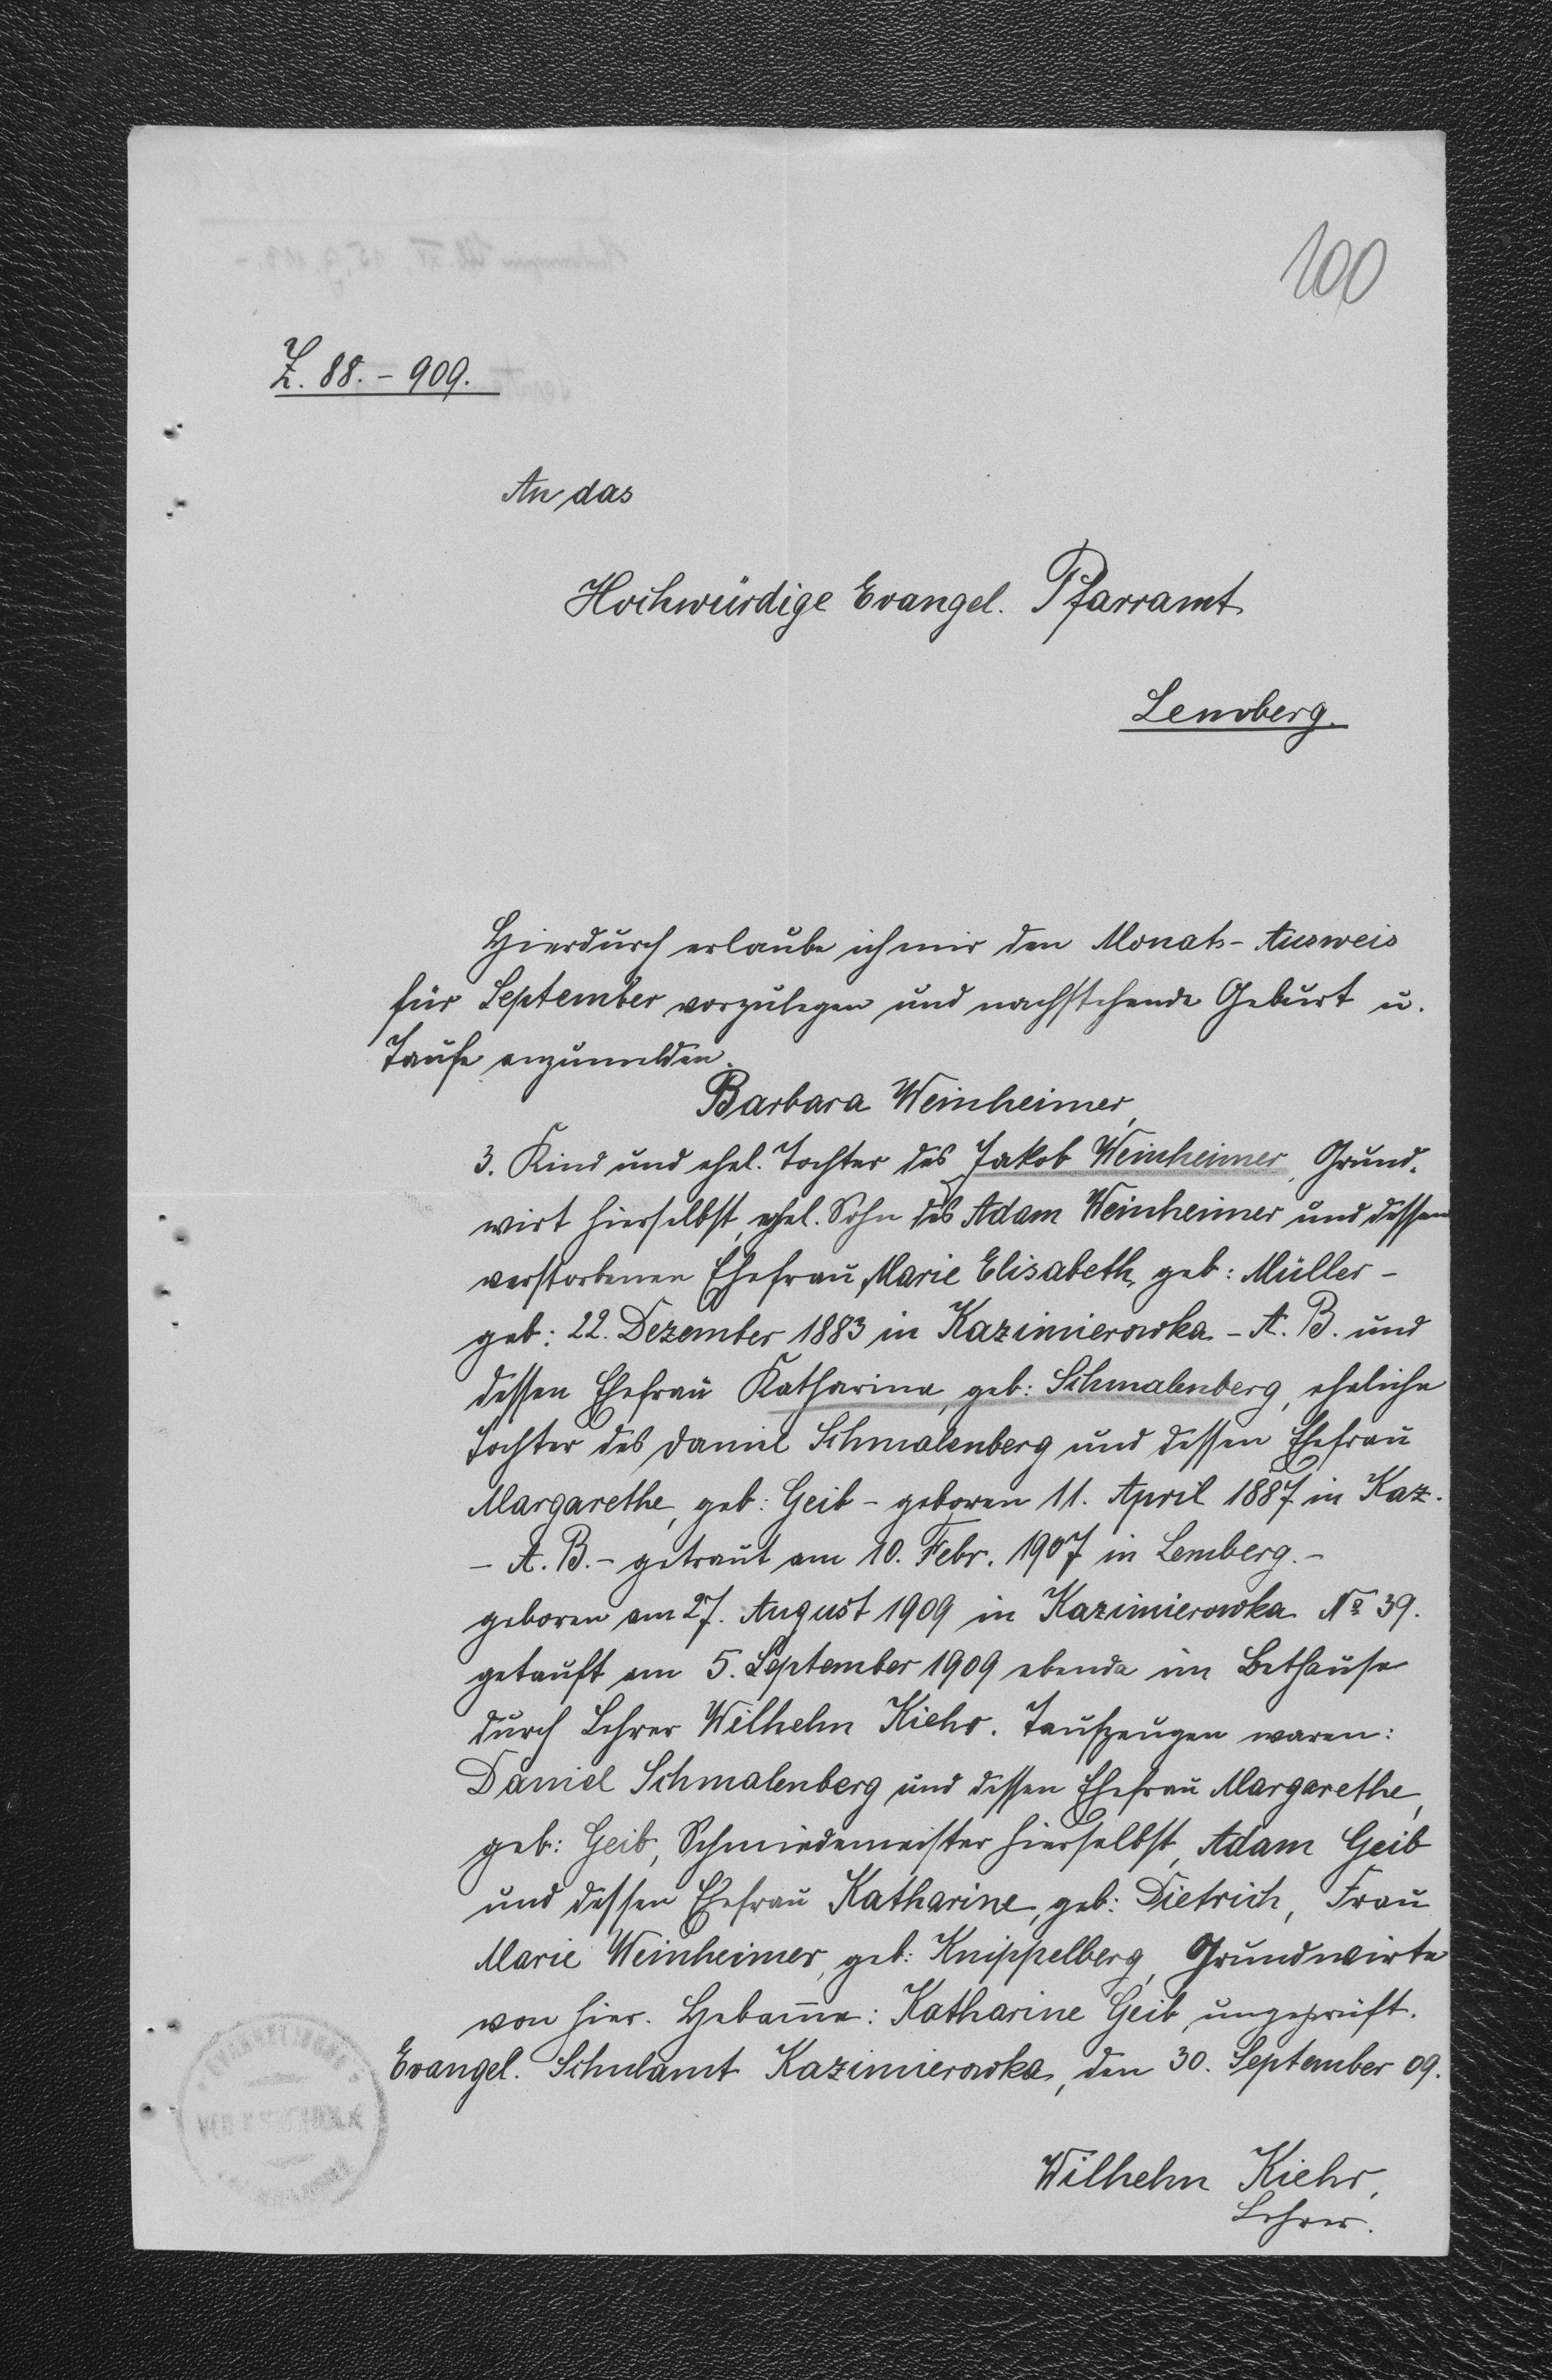 100
Z. 88. - 909.
An das
Hochwürdige Evangel. Pfarramt
Lemberg.
Hierdurch erlaube ich mir den Monats-Ausweis
für September vorzulegen und nachstehende Geburt u.
Taufe anzumelden.
Barbara Weinheimer,
3. Kind und ehel. Tochter des Jakob Weinheimer, Grund-
wirt hierselbst, ehel. Sohn des Adam Weinheimer und dessen
verstorbenen Ehefrau Marie Elisabeth, geb: Müller -
geb: 22. Dezember 1883 in Kazimierowka - A. B. und
dessen Ehefrau Katharina, geb: Schmalenberg, eheliche
Tochter des Daniel Schmalenberg und dessen Ehefrau
Margarethe, geb: Geib - geboren 11. April 1887 in Kaz.
- A. B. - getraut am 10. Febr. 1907 in Lemberg. -
geboren am 27. August 1909 in Kazimierowka No 39.
getauft am 5. September 1909 ebenda im Bethause
durch Lehrer Wilhelm Kiehr. Taufzeugen waren:
Daniel Schmalenberg und dessen Ehefrau Margarethe,
geb: Geib, Schmiedemeister hierselbst, Adam Geib
und dessen Ehefrau Katharine, geb: Dietrich, Frau
Marie Weinheimer, geb: Knippelberg, Grundwirte
von hier. Hebam̄e: Katharine Geib, ungeprüft.
Evangel. Schulamt Kazimierowka, den 30. September 09.
Wilhelm Kiehr,
Lehrer.